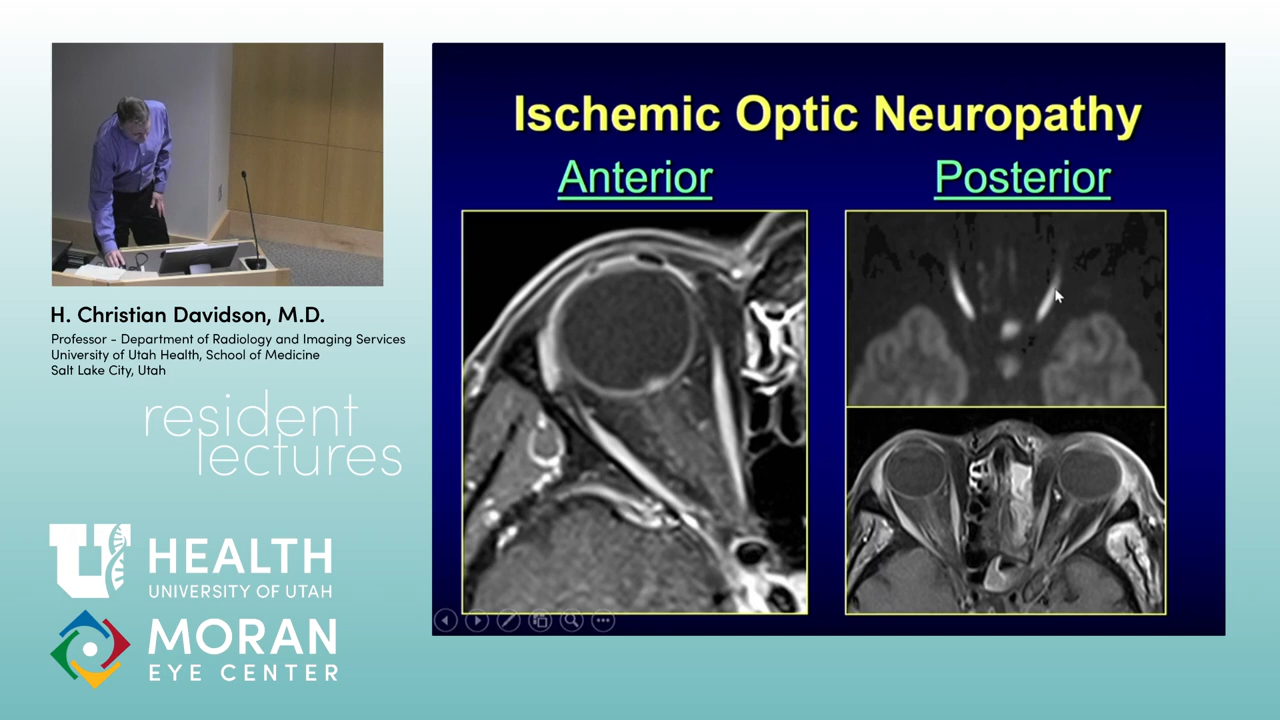 Ischemic Optic Neuropathy
Anterior
Posterior
H. Christian Davidson, M.D.
Professor - Department of Radiology and Imaging Services
University of Utah Health, School of Medicine
Salt Lake City, Utah
resident
lectures
U HEALTH
UNIVERSITY OF UTAH
MORAN
EYE CENTER